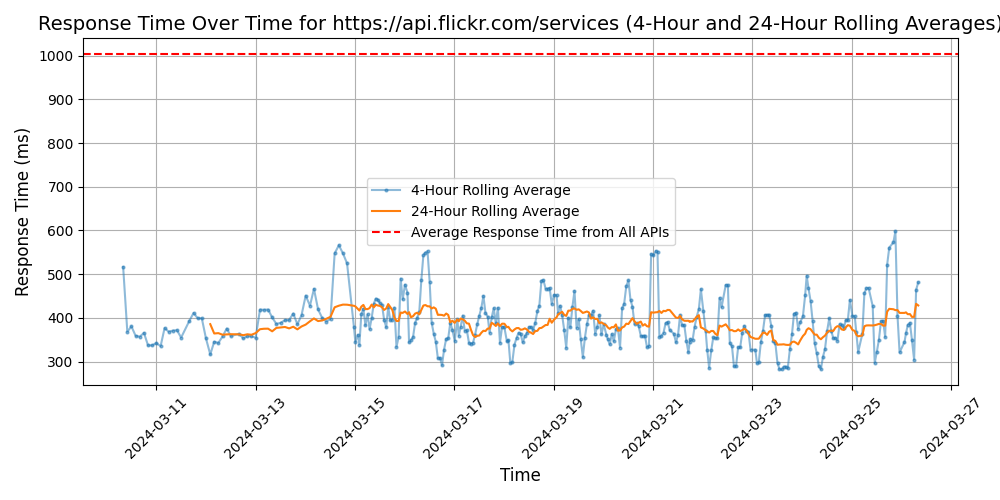 Response Time Over Time for https://api.flickr.com/services (4-Hour and 24-Hour Rolling Averages)
Response Time (ms)
1000
900
800
700
600
500
400
300
4-Hour Rolling Average
24-Hour Rolling Average
Average Response Time from All APIs
2024-03-11
2024-03-13
2024-03-15
2024-03-17
2024-03-19
2024-03-21
2024-03-23
2024-03-25
2024-03-27
Time